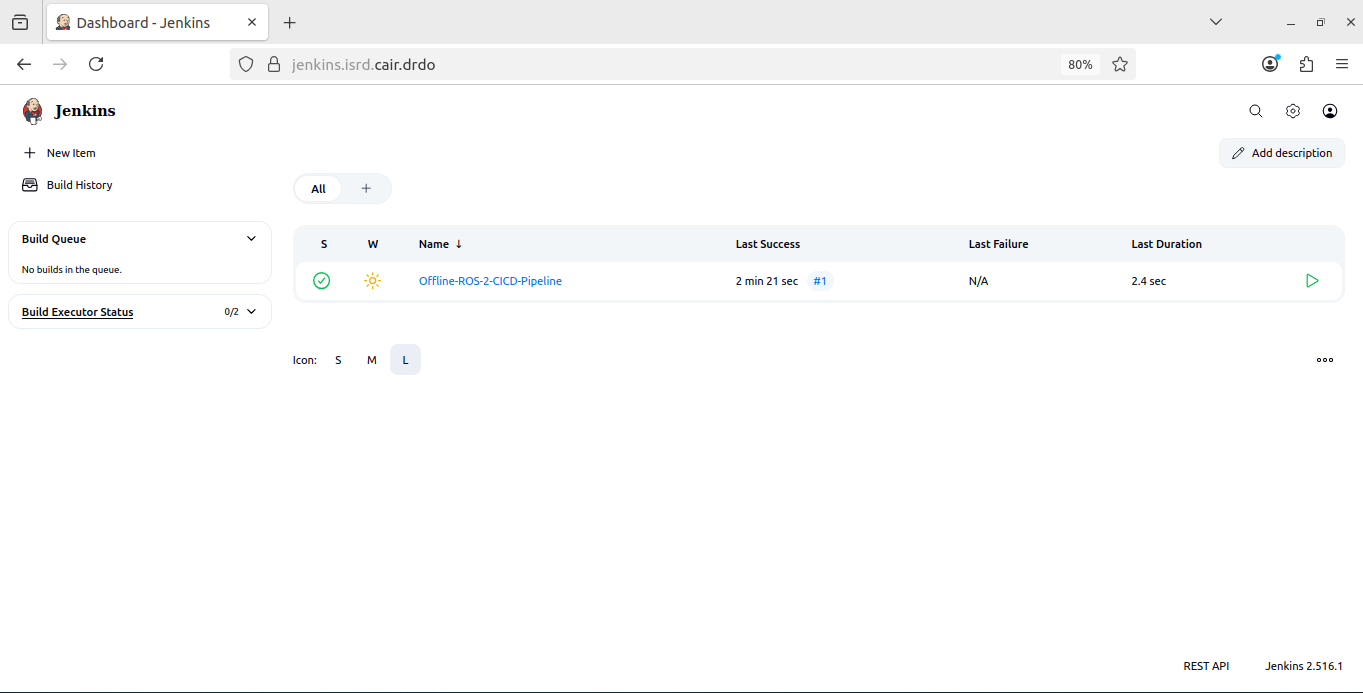 Dashboard - Jenkins
jenkins.isrd.cair.drdo
80%
Jenkins
New Item
Add description
Build History
All
Build Queue
No builds in the queue.
Build Executor Status 0/2
S W Name ↓ Last Success Last Failure Last Duration
Offline-ROS-2-CICD-Pipeline 2 min 21 sec #1 N/A 2.4 sec
Icon: S M L
REST API Jenkins 2.516.1